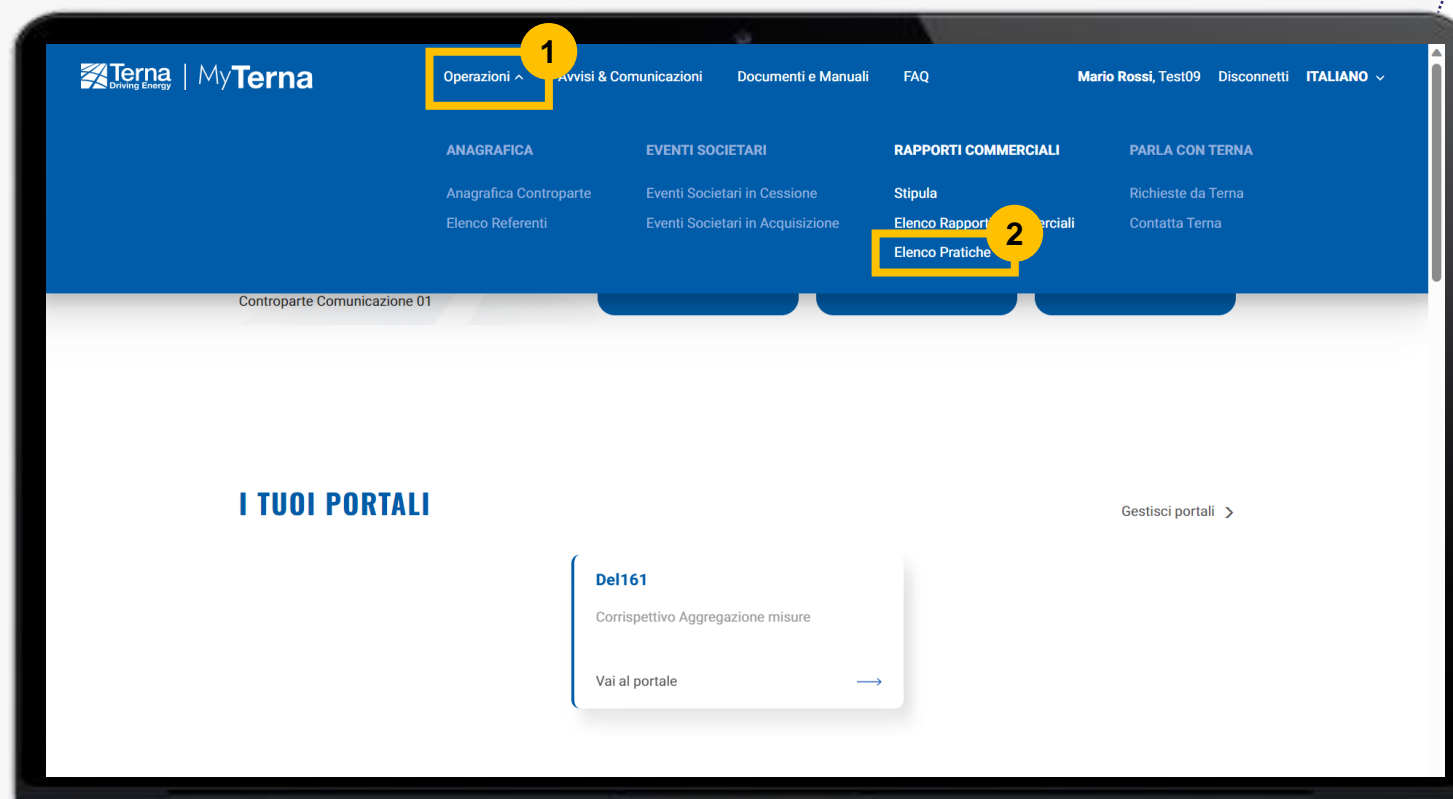 1
Terna
Driving Energy
MyTerna
Operazioni
Avvisi & Comunicazioni
Documenti e Manuali
FAQ
Mario Rossi, Test09
Disconnetti
ITALIANO
ANAGRAFICA
EVENTI SOCIETARI
RAPPORTI COMMERCIALI
PARLA CON TERNA
Anagrafica Controparte
Eventi Societari in Cessione
Stipula
Richieste da Terna
Elenco Referenti
Eventi Societari in Acquisizione
Elenco
Contatta Terna
2
Elenco Pratiche
Controparte Comunicazione 01
I TUOI PORTALI
Gestisci portali
Del161
Corrispettivo Aggregazione misure
Vai al portale